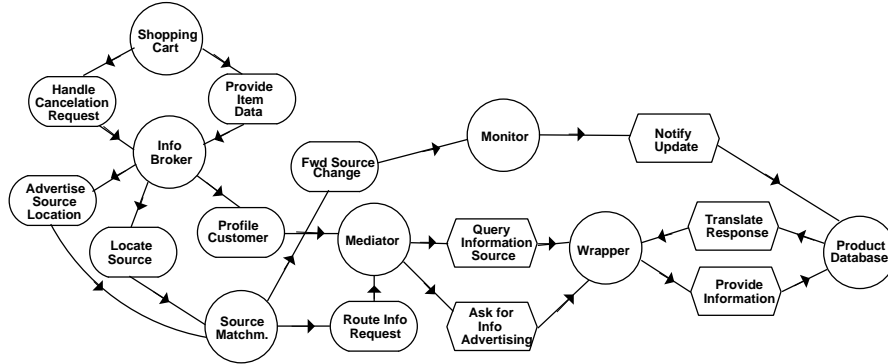 Shopping
Cart
Handle
Cancelation
Request
Provide
Item
Data
Info
Broker
Advertise
Source
Location
Locate
Source
Profile
Customer
Source
Matchm.
Fwd Source
Change
Route Info
Request
Mediator
Monitor
Notify
Update
Query
Information
Source
Ask for
Info
Advertising
Wrapper
Translate
Response
Provide
Information
Product
Database